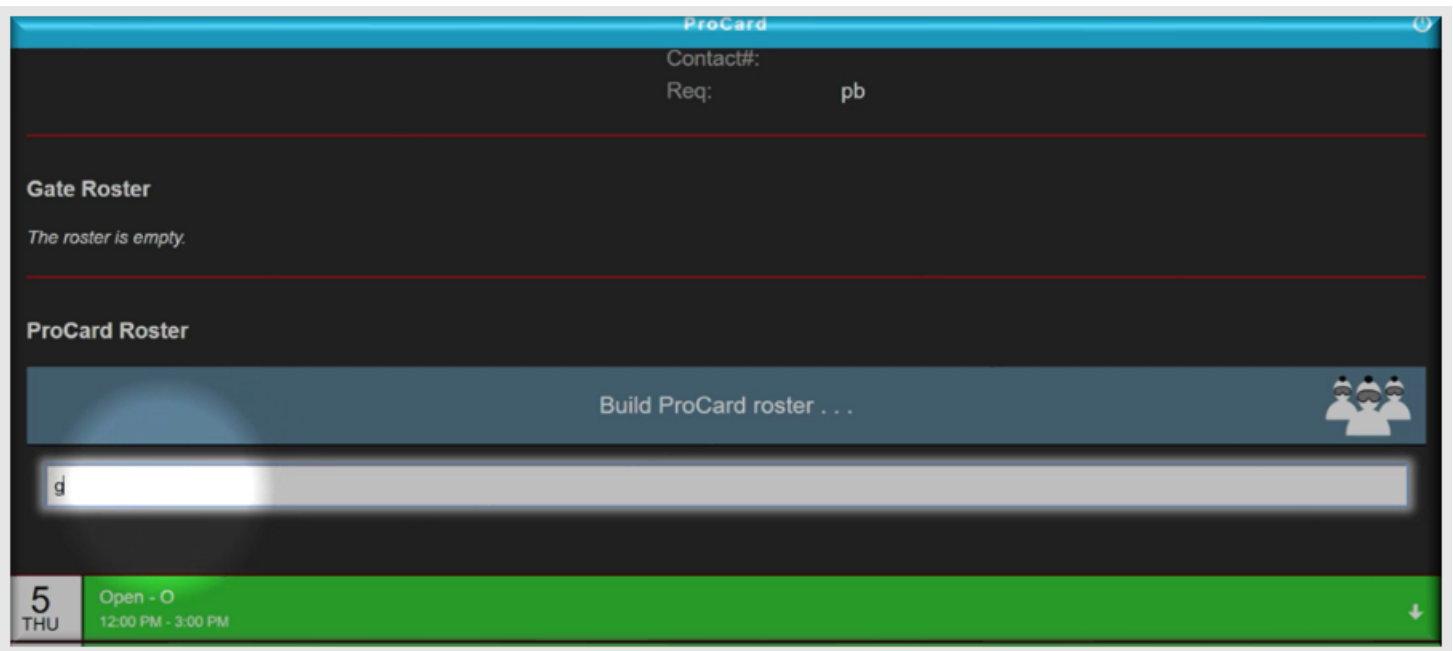 ProCard
Contact#:
Req: pb
Gate Roster
The roster is empty.
ProCard Roster
Build ProCard roster . . .
g
5
THU
Open - O
12:00 PM - 3:00 PM